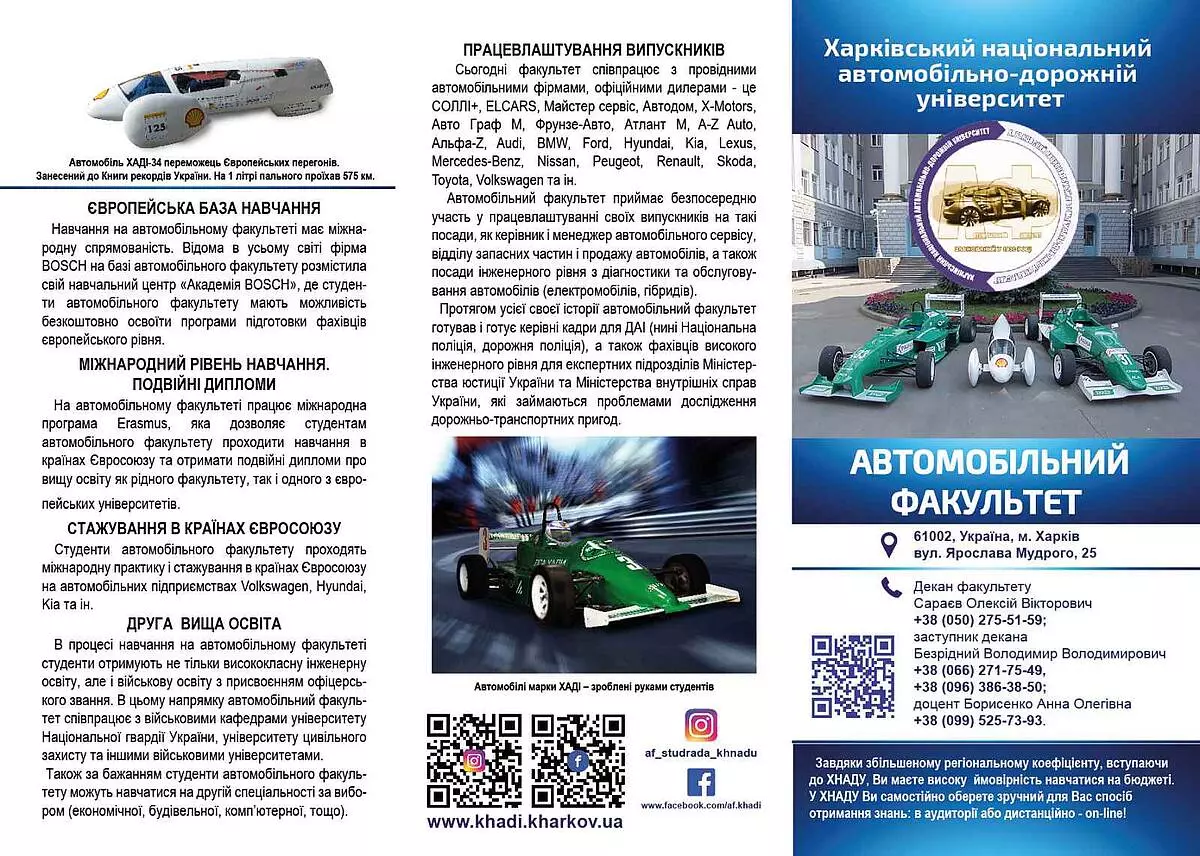 Автомобіль ХАДІ-34 переможець Європейських перегонів.
Занесений до Книги рекордів України. На 1 літрі пального проїхав 575 км.
ЄВРОПЕЙСЬКА БАЗА НАВЧАННЯ
Навчання на автомобільному факультеті має міжна-
родну спрямованість. Відома в усьому світі фірма
BOSCH на базі автомобільного факультету розмістила
свій навчальний центр «Академія BOSCH», де студен-
ти автомобільного факультету мають можливість
безкоштовно освоїти програми підготовки фахівців
європейського рівня.
МІЖНАРОДНИЙ РІВЕНЬ НАВЧАННЯ.
ПОДВІЙНІ ДИПЛОМИ
На автомобільному факультеті працює міжнародна
програма Erasmus, яка дозволяє студентам
автомобільного факультету проходити навчання в
країнах Євросоюзу та отримати подвійні дипломи про
вищу освіту як рідного факультету, так і одного з євро-
пейських університетів.
СТАЖУВАННЯ В КРАЇНАХ ЄВРОСОЮЗУ
Студенти автомобільного факультету проходять
міжнародну практику і стажування в країнах Євросоюзу
на автомобільних підприємствах Volkswagen, Hyundai,
Kia та ін.
ДРУГА ВИЩА ОСВІТА
В процесі навчання на автомобільному факультеті
студенти отримують не тільки висококласну інженерну
освіту, але і військову освіту з присвоєнням офіцерсь-
кого звання. В цьому напрямку автомобільний факуль-
тет співпрацює з військовими кафедрами університету
Національної гвардії України, університету цивільного
захисту та іншими військовими університетами.
Також за бажанням студенти автомобільного факуль-
тету можуть навчатися на другій спеціальності за вибо-
ром (економічної, будівельної, комп'ютерної, тощо).
ПРАЦЕВЛАШТУВАННЯ ВИПУСКНИКІВ
Сьогодні факультет співпрацює з провідними
автомобільними фірмами, офіційними дилерами - це
СОЛЛІ+, ELCARS, Майстер сервіс, Автодом, X-Motors,
Авто Граф М, Фрунзе-Авто, Атлант М, A-Z Auto,
Альфа-Z, Audi, BMW, Ford, Hyundai, Kia, Lexus,
Mercedes-Benz, Nissan, Peugeot, Renault, Skoda,
Toyota, Volkswagen та ін.
Автомобільний факультет приймає безпосередню
участь у працевлаштуванні своїх випускників на такі
посади, як керівник і менеджер автомобільного сервісу,
відділу запасних частин і продажу автомобілів, а також
посади інженерного рівня з діагностики та обслугову-
вання автомобілів (електромобілів, гібридів).
Протягом усієї своєї історії автомобільний факультет
готував і готує керівні кадри для ДАІ (нині Національна
поліція, дорожня поліція), а також фахівців високого
інженерного рівня для експертних підрозділів Міністер-
ства юстиції України та Міністерства внутрішніх справ
України, які займаються проблемами дослідження
дорожньо-транспортних пригод.
Автомобілі марки ХАДІ – зроблені руками студентів
af_studrada_khnadu
www.facebook.com/af.khadi
www.khadi.kharkov.ua
Харківський національний
автомобільно-дорожній
університет
АВТОМОБІЛЬНИЙ
ФАКУЛЬТЕТ
61002, Україна, м. Харків
вул. Ярослава Мудрого, 25
Декан факультету
Сараєв Олексій Вікторович
+38 (050) 275-51-59;
заступник декана
Безрідний Володимир Володимирович
+38 (066) 271-75-49,
+38 (096) 386-38-50;
доцент Борисенко Анна Олегівна
+38 (099) 525-73-93.
Завдяки збільшеному регіональному коефіцієнту, вступаючи
до ХНАДУ, Ви маєте високу ймовірність навчатися на бюджеті.
У ХНАДУ Ви самостійно оберете зручний для Вас спосіб
отримання знань: в аудиторії або дистанційно - on-line!